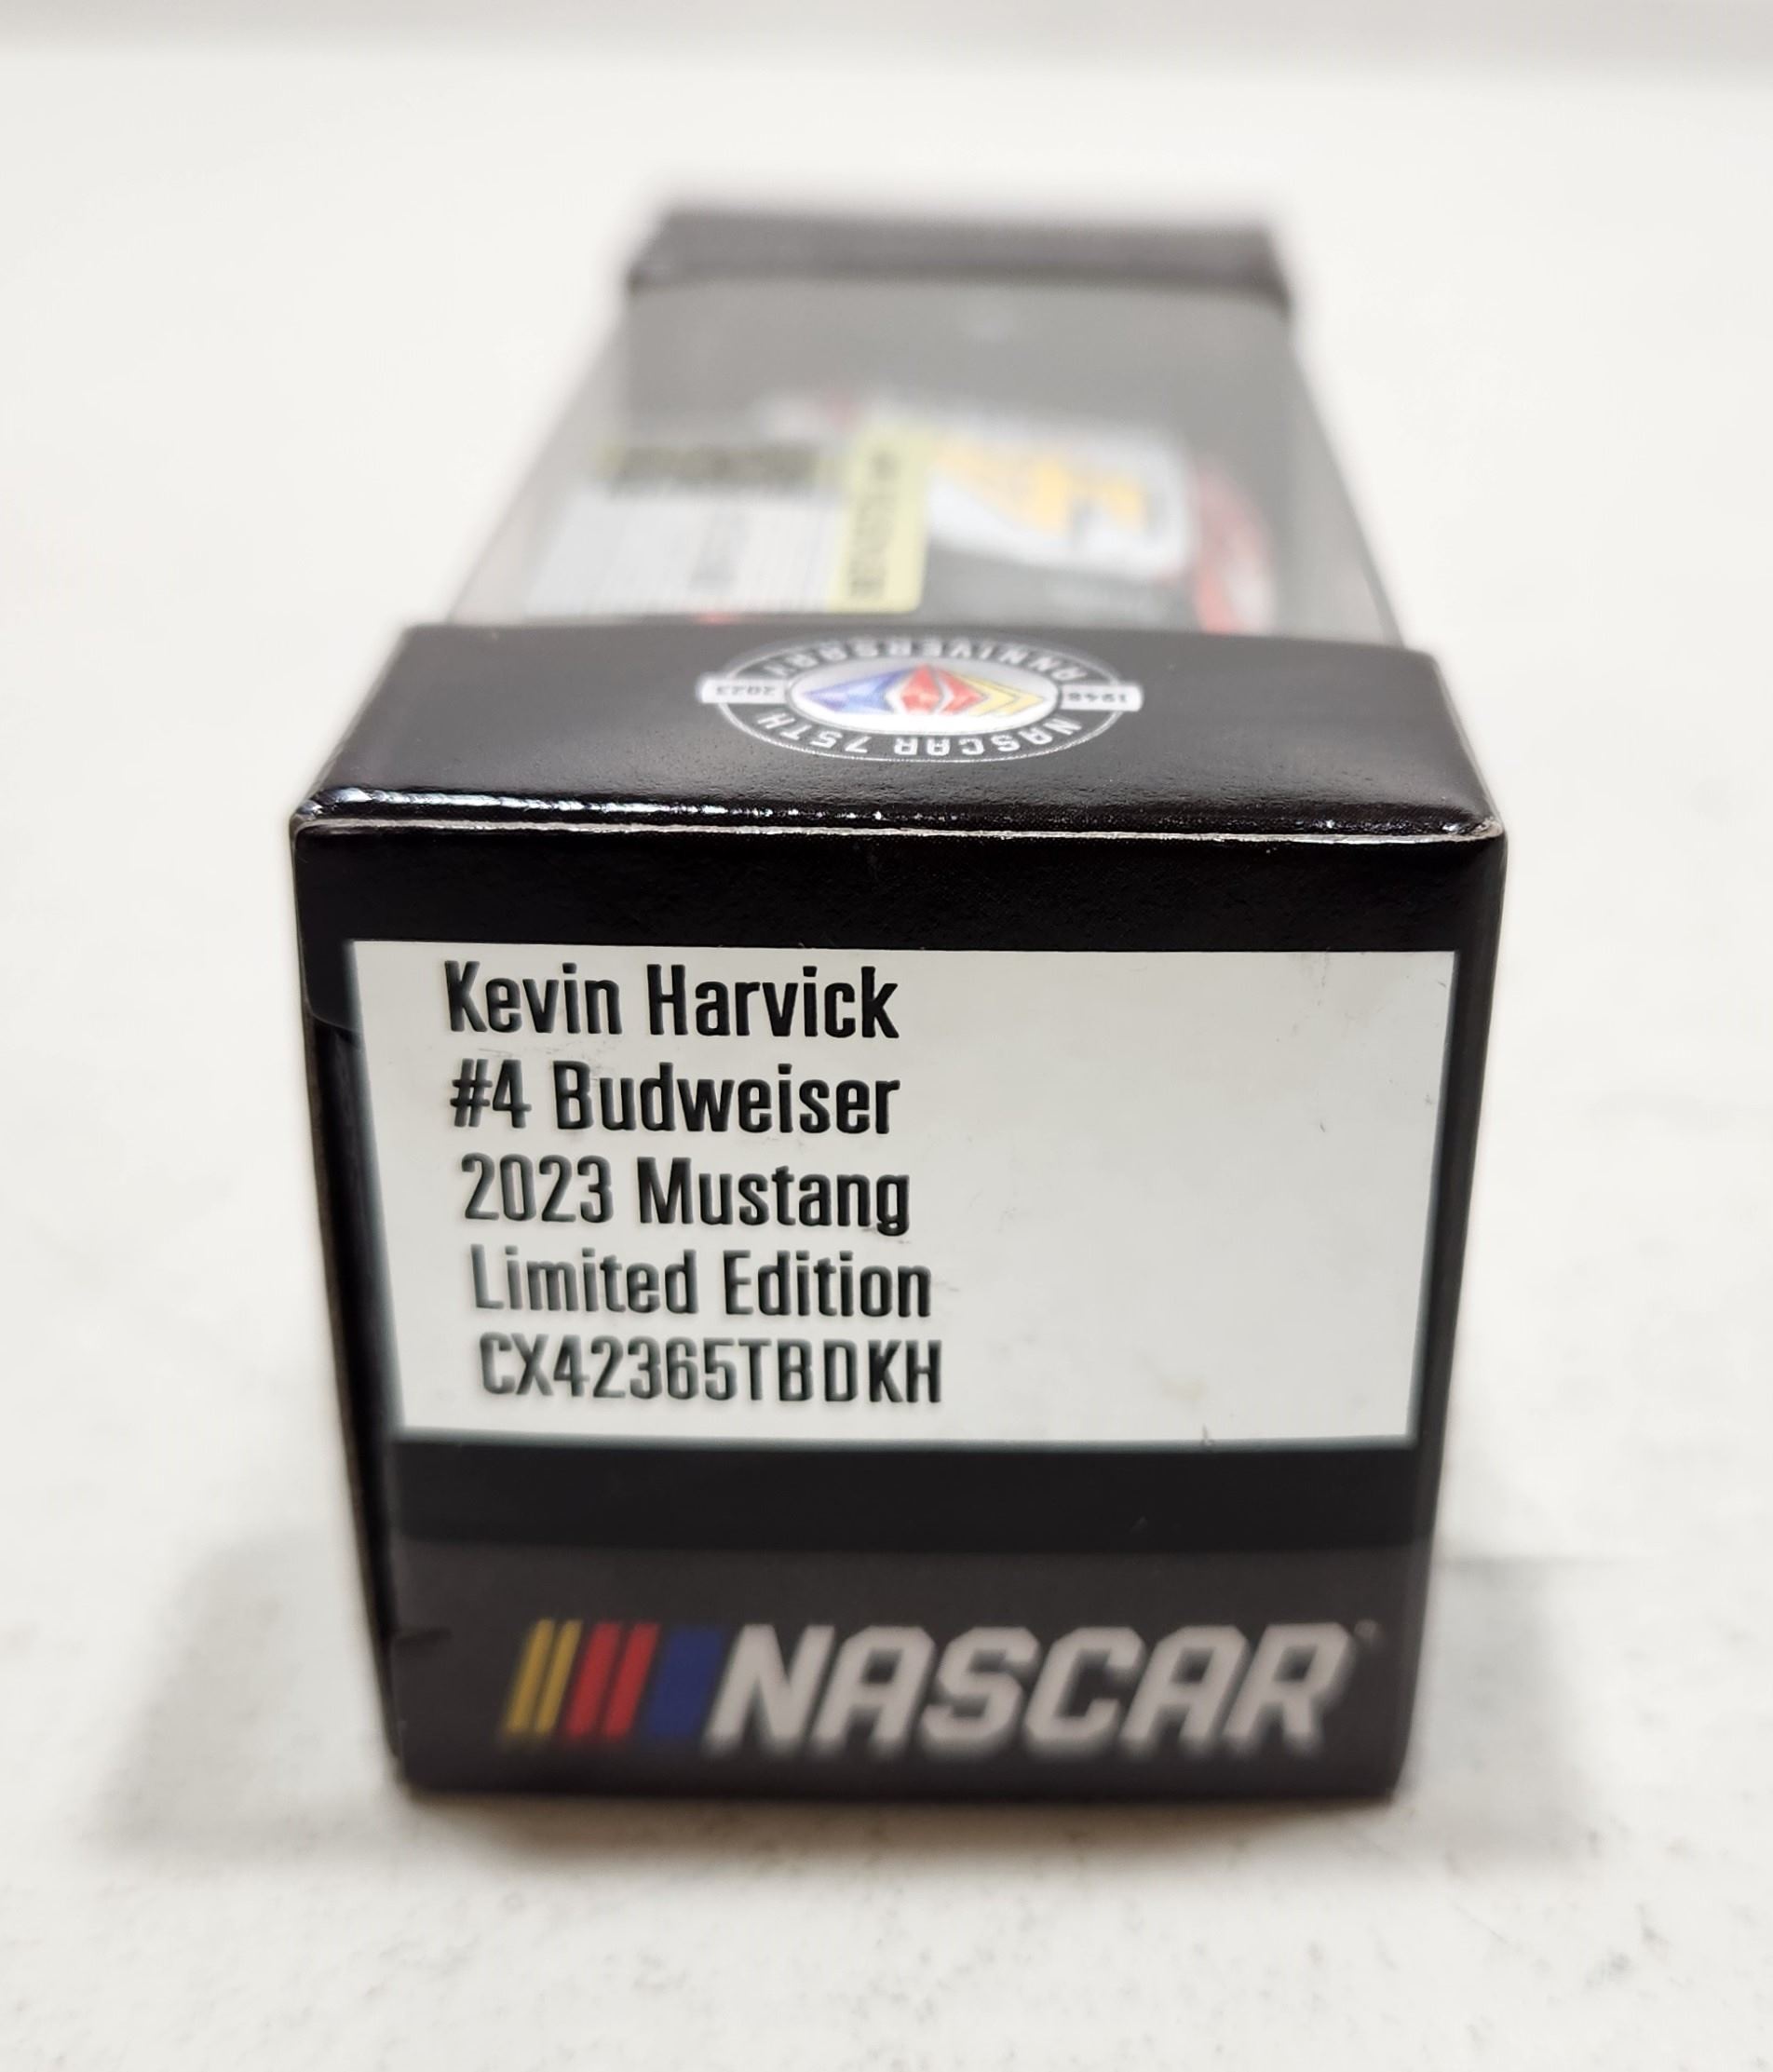 NASCAR 75TH ANNIVERSARY
1948 2023
Kevin Harvick
#4 Budweiser
2023 Mustang
Limited Edition
CX42365TBDKH
NASCAR